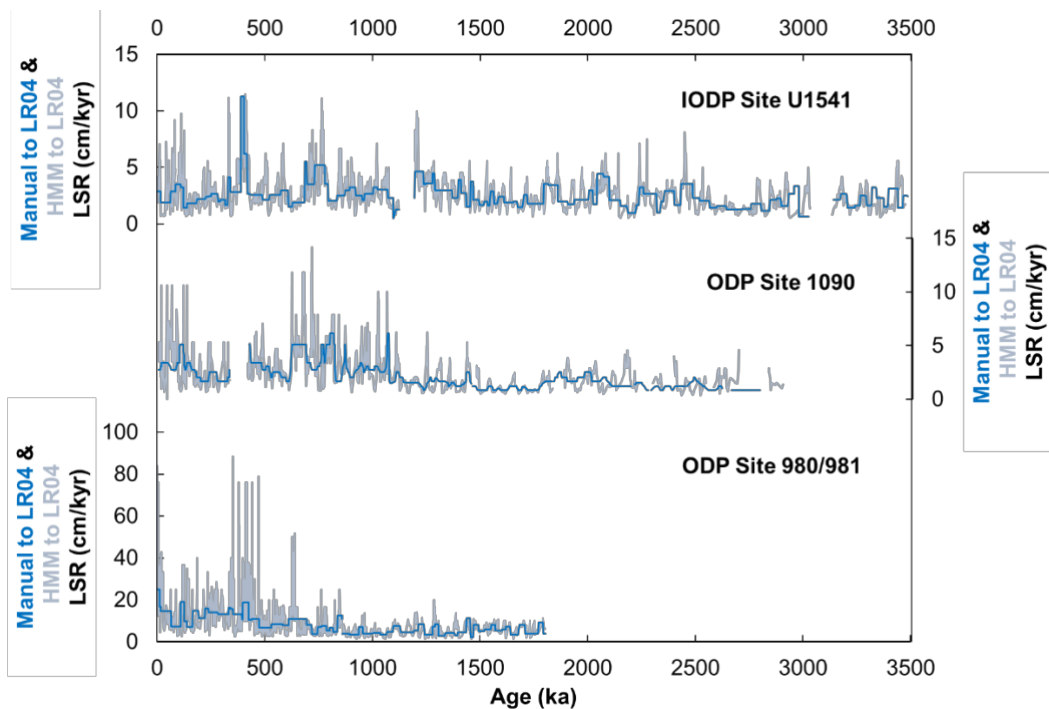 0 500 1000 1500 2000 2500 3000 3500
Manual to LR04 &
HMM to LR04
LSR (cm/kyr)
15
10
5
0
IODP Site U1541
Manual to LR04 &
HMM to LR04
LSR (cm/kyr)
15
10
5
0
ODP Site 1090
Manual to LR04 &
HMM to LR04
LSR (cm/kyr)
100
80
60
40
20
0
ODP Site 980/981
0 500 1000 1500 2000 2500 3000 3500
Age (ka)